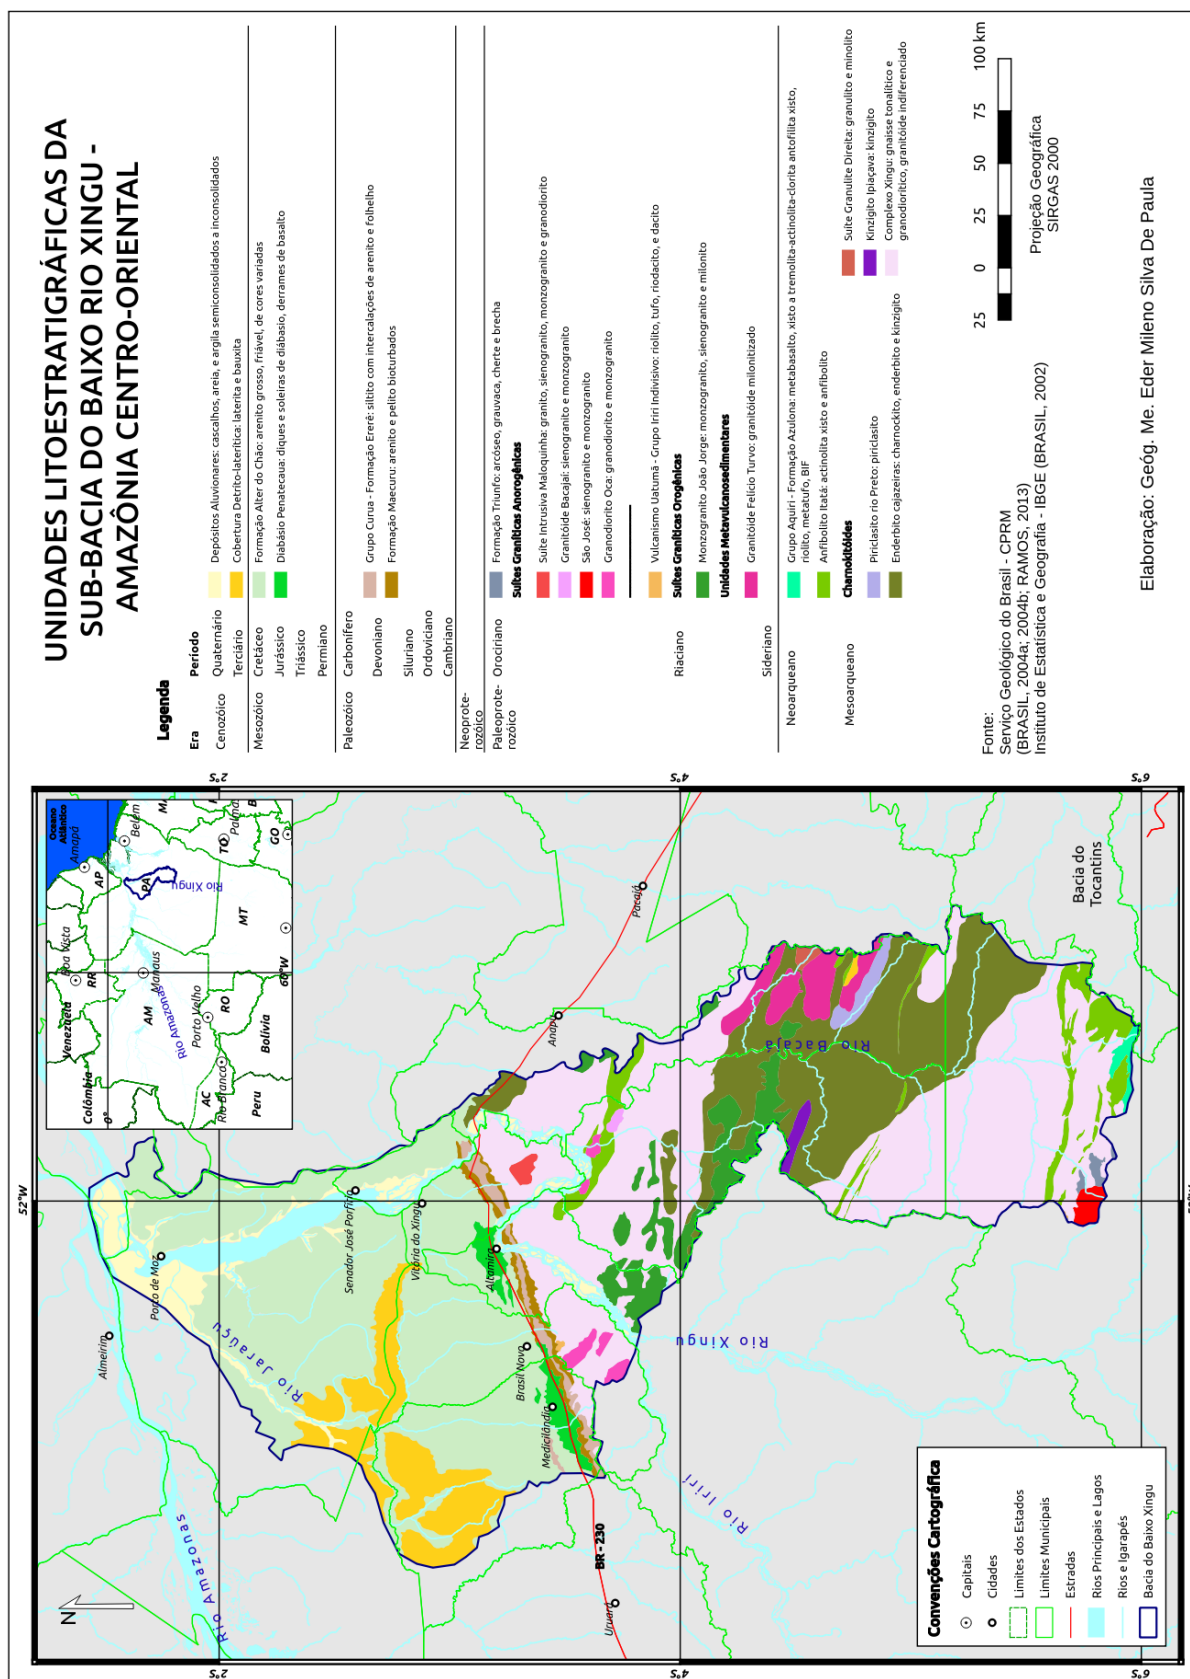 UNIDADES LITOESTRATIGRÁFICAS DA
SUB-BACIA DO BAIXO RIO XINGU -
AMAZÔNIA CENTRO-ORIENTAL
Legenda
Era
Período
Cenozóico
Quaternário
Depósitos Aluvionares: cascalhos, areia, e argila semiconsolidados a inconsolidados
Terciário
Cobertura Detrito-laterítica: laterita e bauxita
Mesozóico
Cretáceo
Formação Alter do Chão: arenito grosso, friável, de cores variadas
Jurássico
Diabásio Penatecaua: diques e soleiras de diábasio, derrames de basalto
Triássico
Permiano
Paleozóico
Carbonífero
Grupo Curua - Formação Ererê: siltito com intercalações de arenito e folhelho
Devoniano
Formação Maecuru: arenito e pelito bioturbados
Siluriano
Ordoviciano
Cambriano
Neoprote-
rozóico
Paleoprote-
rozóico
Orociriano
Formação Triunfo: arcóseo, grauvaca, cherte e brecha
Suítes Graníticas Anorogênicas
Suíte Intrusiva Maloquinha: granito, sienogranito, monzogranito e granodiorito
Granitóide Bacajaí: sienogranito e monzogranito
São José: sienogranito e monzogranito
Granodiorito Oca: granodiorito e monzogranito
Vulcanismo Uatumã - Grupo Iriri Indivisivo: riolito, tufo, riodacito, e dacito
Riaciano
Suítes Graníticas Orogênicas
Monzogranito João Jorge: monzogranito, sienogranito e milonito
Unidades Metavulcanosedimentares
Sideriano
Granitóide Felício Turvo: granitóide milonitizado
Neoarqueano
Grupo Aquiri - Formação Azulona: metabasalto, xisto a tremolita-actinolita-clorita antofilita xisto,
riolito, metatufo, BIF
Anfibolito Itatá: actinolita xisto e anfibolito
Mesoarqueano
Charnokitóides
Piriclasito rio Preto: piriclasito
Enderbito cajazeiras: charnockito, enderbito e kinzigito
Suíte Granulite Direita: granulito e minolito
Kinzigito Ipiaçava: kinzigito
Complexo Xingu: gnaisse tonalítico e
granodiorítico, granitóide indiferenciado
Fonte:
Serviço Geológico do Brasil - CPRM
(BRASIL, 2004a; 2004b; RAMOS, 2013)
Instituto de Estatística e Geografia - IBGE (BRASIL, 2002)
25
0
25
50
75
100 km
Projeção Geográfica
SIRGAS 2000
Elaboração: Geóg. Me. Eder Mileno Silva De Paula
N
52°W
2°S
4°S
6°S
2°S
4°S
6°S
Rio Amazonas
Almeirim
Porto de Moz
Rio Jarauçu
Senador José Porfírio
Vitória do Xingu
Altamira
Brasil Novo
Medicilândia
Uruará
BR - 230
Anapu
Pacajá
Rio Bacajá
Rio Xingu
Rio Iriri
Bacia do
Tocantins
Oceano
Atlântico
Colômbia
Venezuela
Boa Vista
RR
AP
Amapá
Belém
MA
0°
AM
Manaus
PA
Rio Xingu
Rio Amazonas
Porto Velho
AC
Rio Branco
RO
MT
TO
Palma
GO
Peru
Bolívia
60°W
Convenções Cartográfica
Capitais
Cidades
Limites dos Estados
Limites Municipais
Estradas
Rios Principais e Lagos
Rios e Igarapés
Bacia do Baixo Xingu